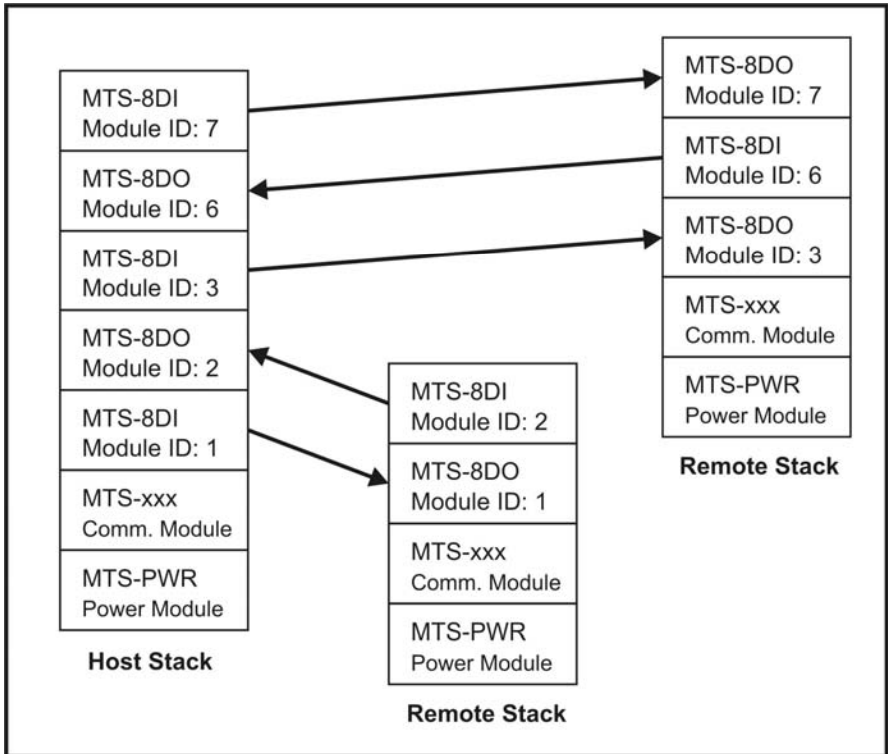 MTS-8DI
Module ID: 7
MTS-8DO
Module ID: 6
MTS-8DI
Module ID: 3
MTS-8DO
Module ID: 2
MTS-8DI
Module ID: 1
MTS-xxx
Comm. Module
MTS-PWR
Power Module
Host Stack
MTS-8DI
Module ID: 2
MTS-8DO
Module ID: 1
MTS-xxx
Comm. Module
MTS-PWR
Power Module
Remote Stack
MTS-8DO
Module ID: 7
MTS-8DI
Module ID: 6
MTS-8DO
Module ID: 3
MTS-xxx
Comm. Module
MTS-PWR
Power Module
Remote Stack